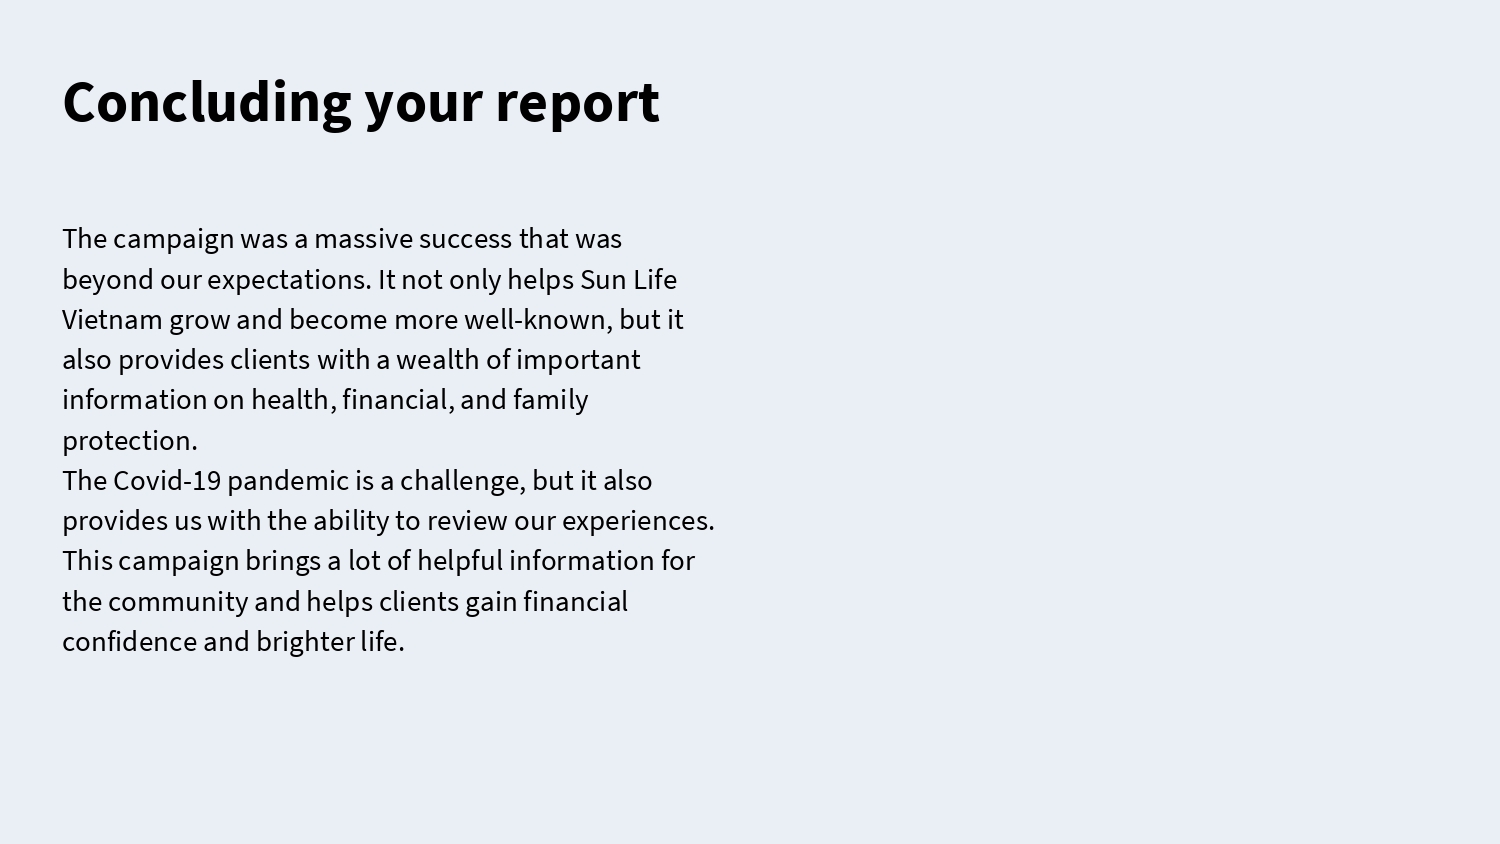 Concluding your report
The campaign was a massive success that was
beyond our expectations. It not only helps Sun Life
Vietnam grow and become more well-known, but it
also provides clients with a wealth of important
information on health, financial, and family
protection.
The Covid-19 pandemic is a challenge, but it also
provides us with the ability to review our experiences.
This campaign brings a lot of helpful information for
the community and helps clients gain financial
confidence and brighter life.